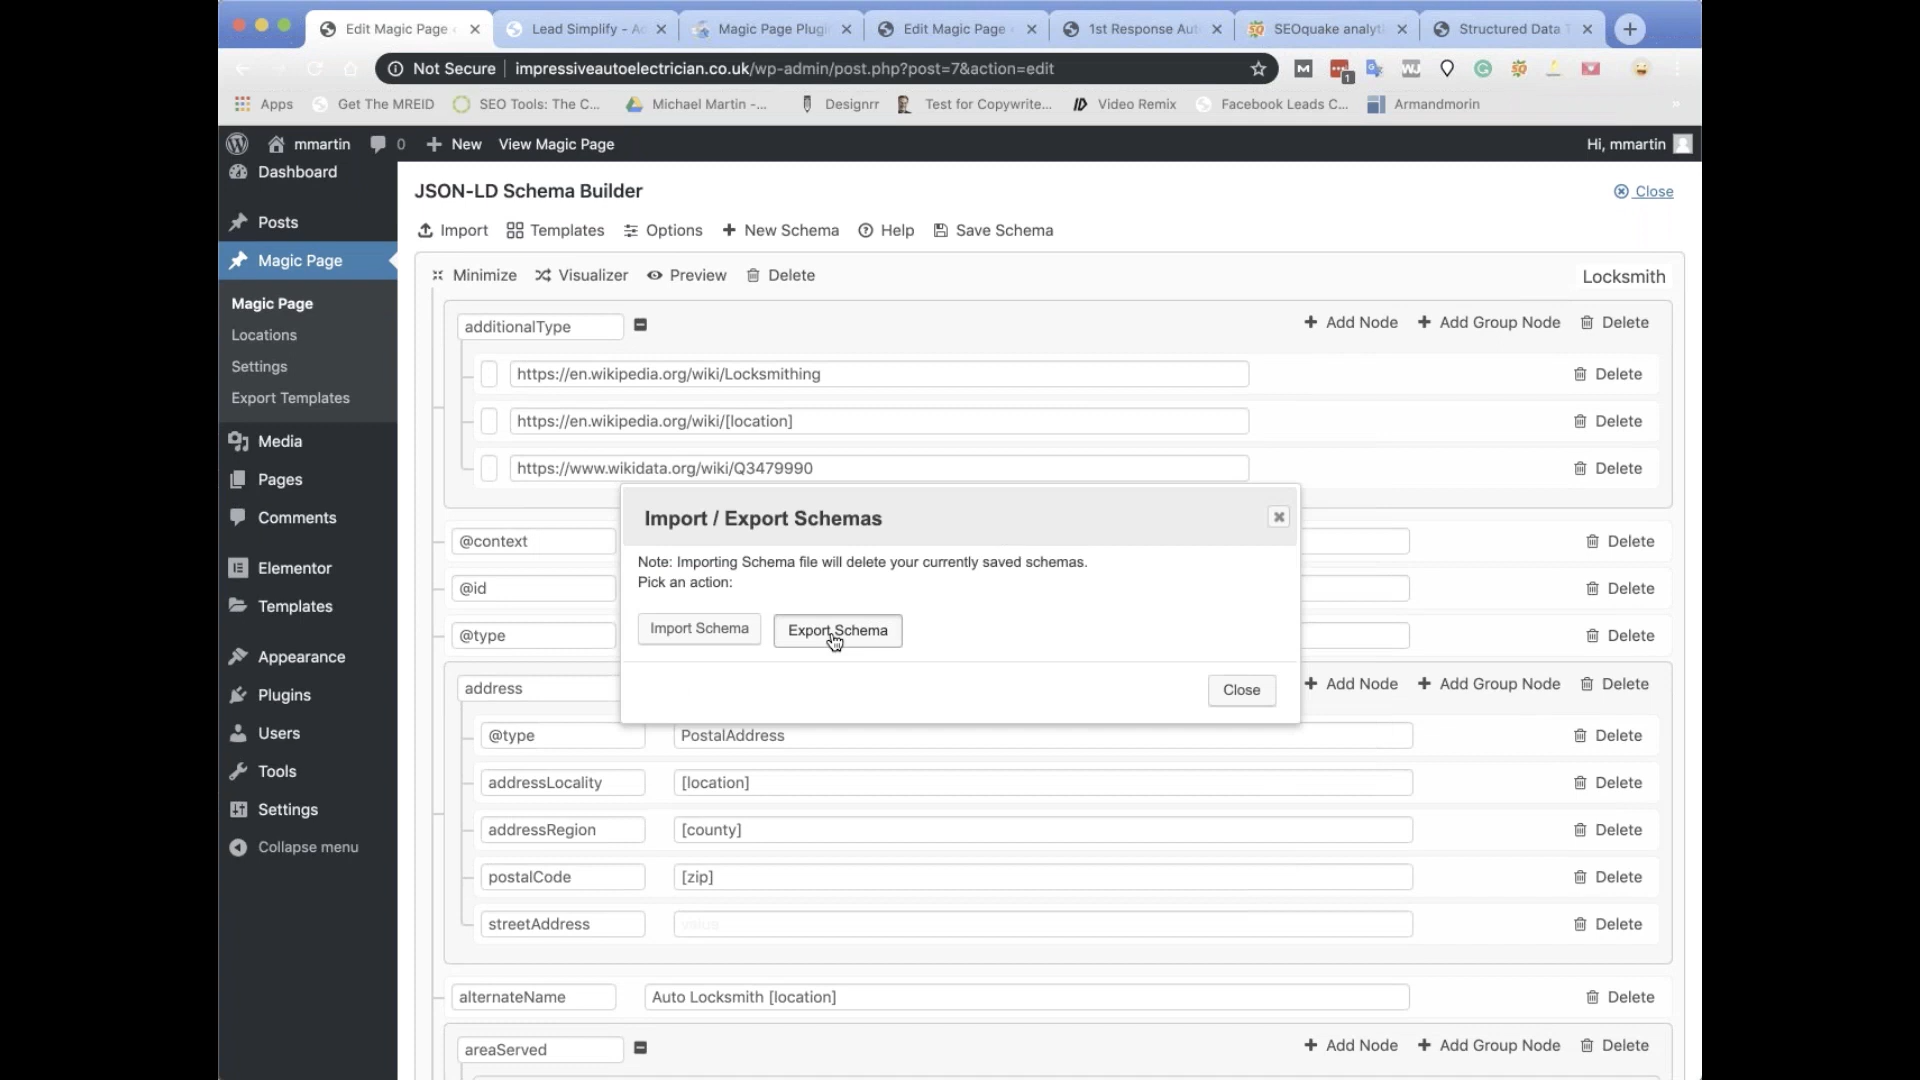 Edit Magic Page
Lead Simplify - Ad
Magic Page Plugi
Edit Magic Page
1st Response Aut
SEOquake analyti
Structured Data T
Not Secure
impressiveautoelectrician.co.uk/wp-admin/post.php?post=7&action=edit
Apps
Get The MREID
SEO Tools: The C...
Michael Martin -...
Designrr
Test for Copywrite...
Video Remix
Facebook Leads C...
Armandmorin
mmartin
0
New
View Magic Page
Hi, mmartin
Dashboard
Posts
Magic Page
Magic Page
Locations
Settings
Export Templates
Media
Pages
Comments
Elementor
Templates
Appearance
Plugins
Users
Tools
Settings
Collapse menu
JSON-LD Schema Builder
Close
Import
Templates
Options
New Schema
Help
Save Schema
Minimize
Visualizer
Preview
Delete
Locksmith
additionalType
Add Node
Add Group Node
Delete
https://en.wikipedia.org/wiki/Locksmithing
Delete
https://en.wikipedia.org/wiki/[location]
Delete
https://www.wikidata.org/wiki/Q3479990
Delete
Import / Export Schemas
Note: Importing Schema file will delete your currently saved schemas.
Pick an action:
Import Schema
Export Schema
Close
@context
Delete
@id
Delete
@type
Delete
address
Add Node
Add Group Node
Delete
@type
PostalAddress
Delete
addressLocality
[location]
Delete
addressRegion
[county]
Delete
postalCode
[zip]
Delete
streetAddress
value
Delete
alternateName
Auto Locksmith [location]
Delete
areaServed
Add Node
Add Group Node
Delete